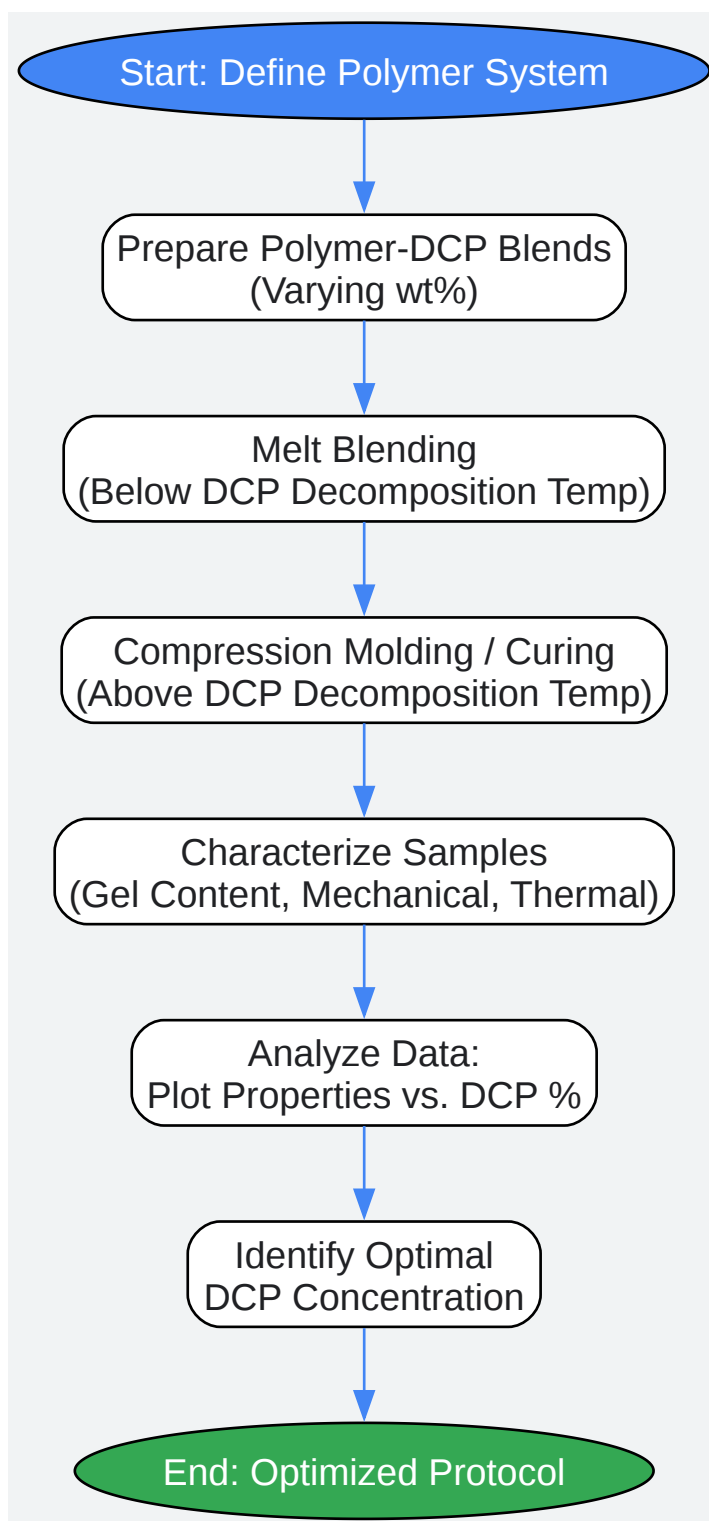 Start: Define Polymer System
Prepare Polymer-DCP Blends
(Varying wt%)
Melt Blending
(Below DCP Decomposition Temp)
Compression Molding / Curing
(Above DCP Decomposition Temp)
Characterize Samples
(Gel Content, Mechanical, Thermal)
Analyze Data:
Plot Properties vs. DCP %
Identify Optimal
DCP Concentration
End: Optimized Protocol